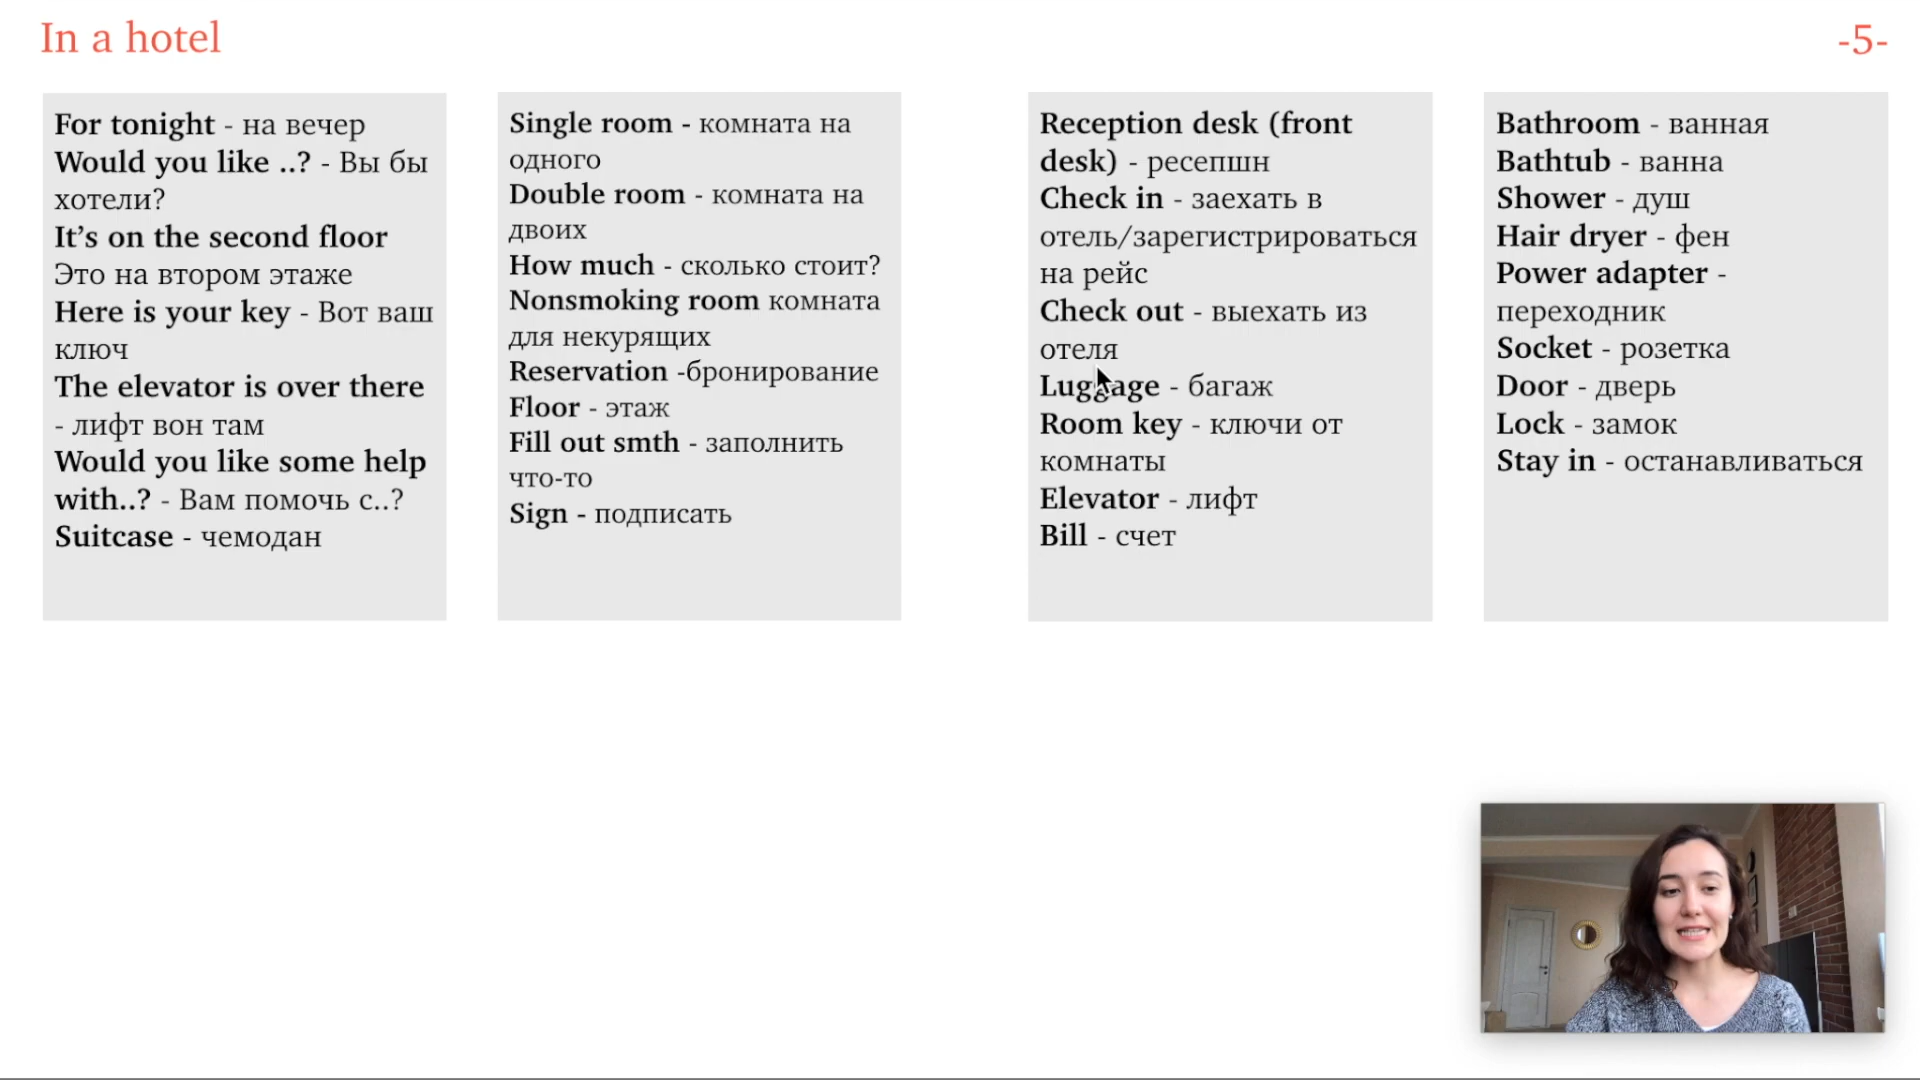 In a hotel
-5-
For tonight - на вечер
Would you like ..? - Вы бы
хотели?
It’s on the second floor
Это на втором этаже
Here is your key - Вот ваш
ключ
The elevator is over there
- лифт вон там
Would you like some help
with..? - Вам помочь с..?
Suitcase - чемодан
Single room - комната на
одного
Double room - комната на
двоих
How much - сколько стоит?
Nonsmoking room комната
для некурящих
Reservation -бронирование
Floor - этаж
Fill out smth - заполнить
что-то
Sign - подписать
Reception desk (front
desk) - ресепшн
Check in - заехать в
отель/зарегистрироваться
на рейс
Check out - выехать из
отеля
Luggage - багаж
Room key - ключи от
комнаты
Elevator - лифт
Bill - счет
Bathroom - ванная
Bathtub - ванна
Shower - душ
Hair dryer - фен
Power adapter -
переходник
Socket - розетка
Door - дверь
Lock - замок
Stay in - останавливаться